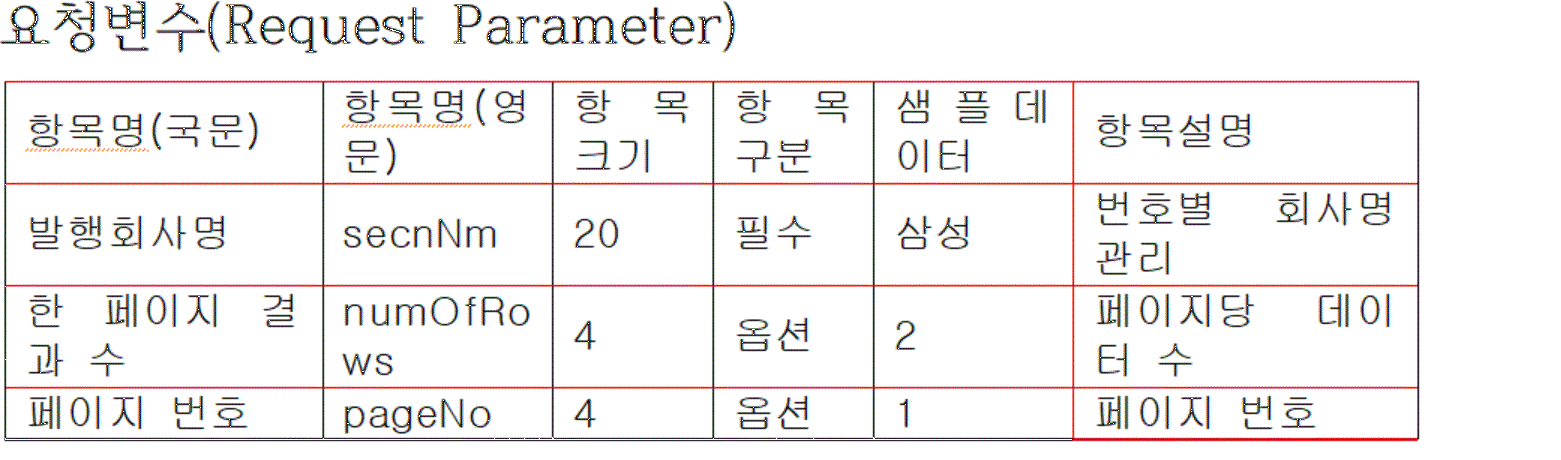 요청변수(Request Parameter)
항목명(국문) 항목명(영 항 목 항 목 샘 플 데 항목설명
문) 크기 구분 이터
발행회사명 secnNm 20 필수 삼성 번호별 회사명
관리
한 페이지 결 numOfRo 4 옵션 2 페이지당 데이
과 수 ws 터 수
페이지 번호 pageNo 4 옵션 1 페이지 번호